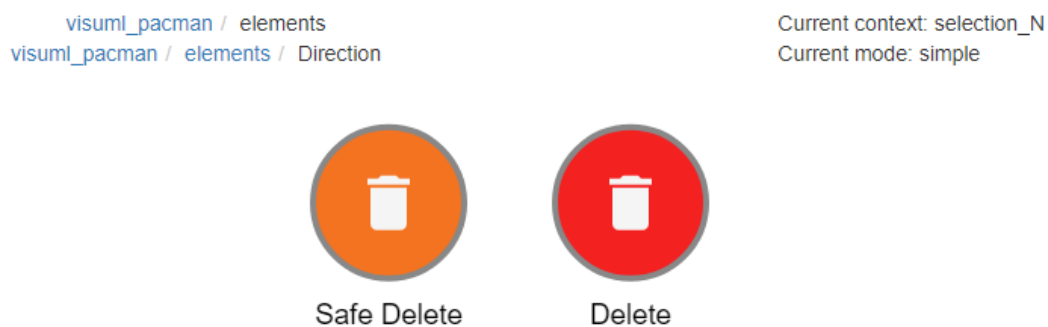 visuml_pacman / elements
visuml_pacman / elements / Direction
Current context: selection_N
Current mode: simple
Safe Delete
Delete